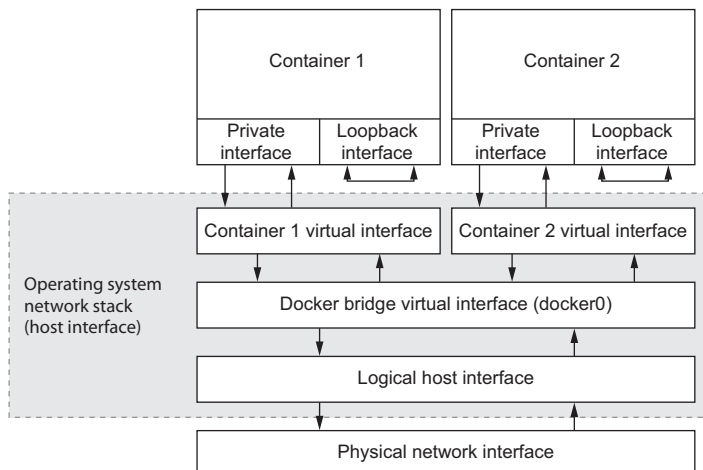 Container 1
Container 2
Private
interface
Loopback
interface
Private
interface
Loopback
interface
Container 1 virtual interface
Container 2 virtual interface
Operating system
network stack
(host interface)
Docker bridge virtual interface (docker0)
Logical host interface
Physical network interface